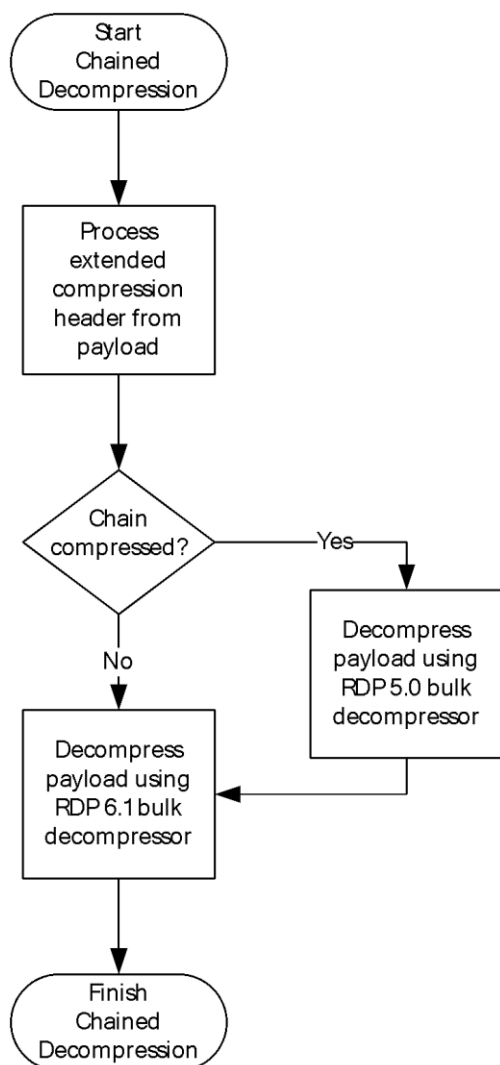 Start
Chained
Decompression
Process
extended
compression
header from
payload
Chain
compressed?
Yes
Decompress
payload using
RDP 5.0 bulk
decompressor
No
Decompress
payload using
RDP 6.1 bulk
decompressor
Finish
Chained
Decompression